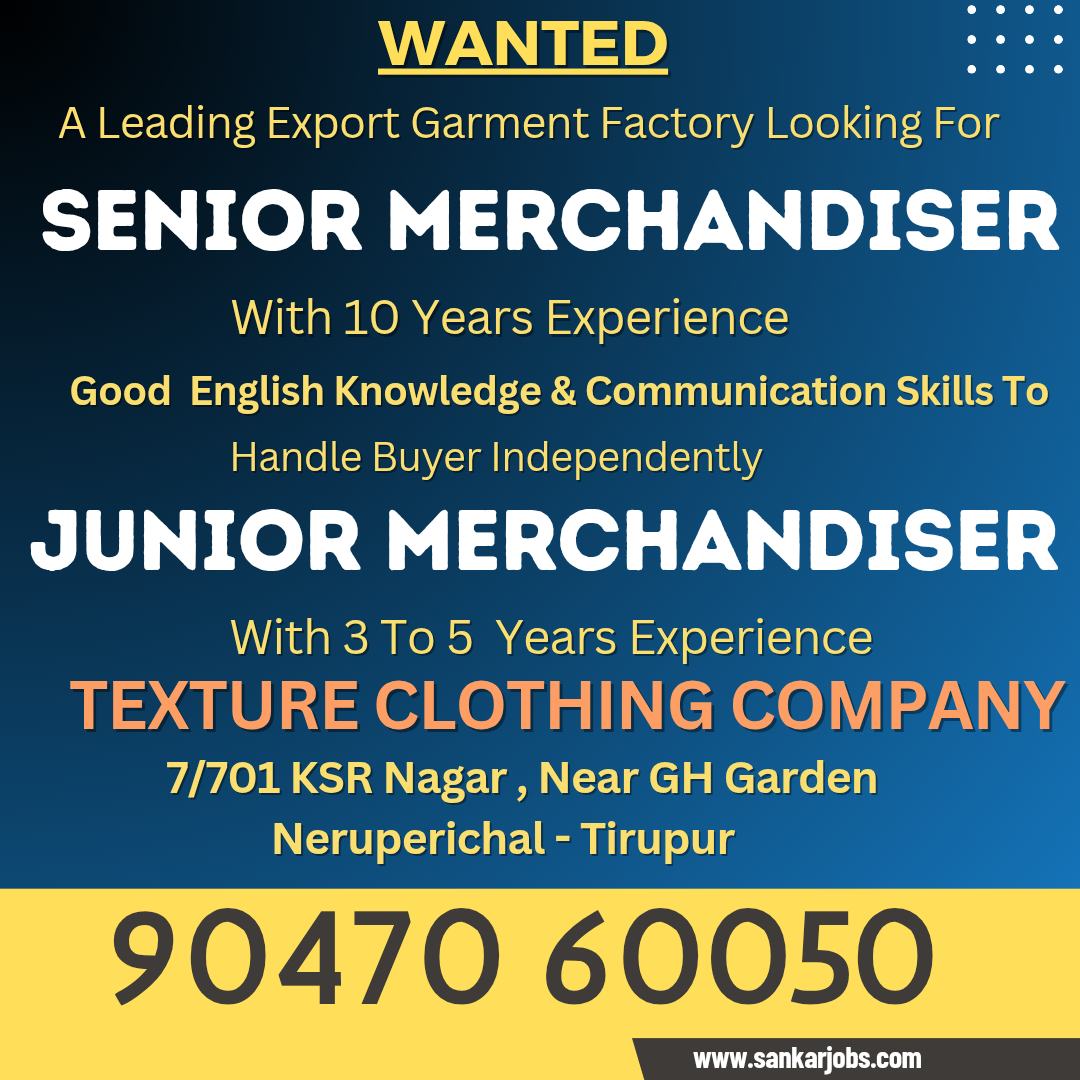 WANTED
A Leading Export Garment Factory Looking For
SENIOR MERCHANDISER
With 10 Years Experience
Good English Knowledge & Communication Skills To
Handle Buyer Independently
JUNIOR MERCHANDISER
With 3 To 5 Years Experience
TEXTURE CLOTHING COMPANY
7/701 KSR Nagar , Near GH Garden
Neruperichal - Tirupur
90470 60050
www.sankarjobs.com